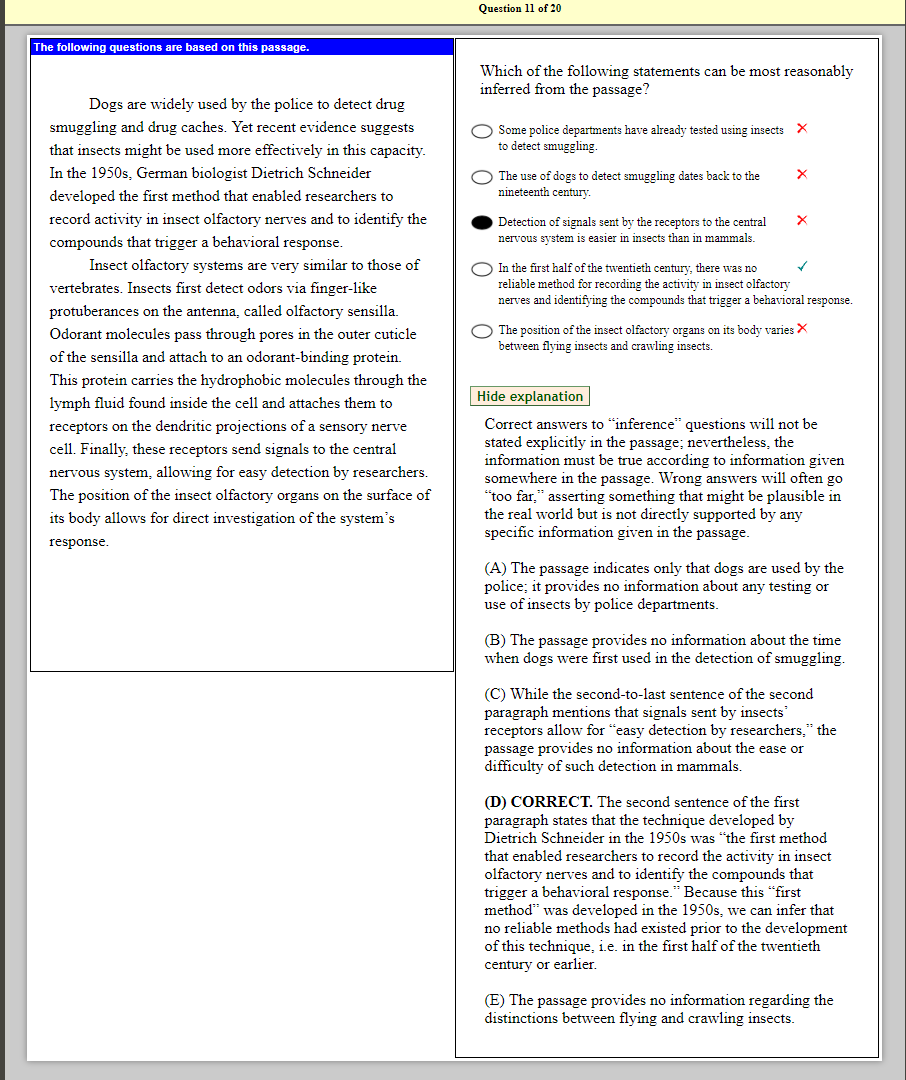 Question 11 of 20
The following questions are based on this passage.
Dogs are widely used by the police to detect drug
smuggling and drug caches. Yet recent evidence suggests
that insects might be used more effectively in this capacity.
In the 1950s, German biologist Dietrich Schneider
developed the first method that enabled researchers to
record activity in insect olfactory nerves and to identify the
compounds that trigger a behavioral response.
Insect olfactory systems are very similar to those of
vertebrates. Insects first detect odors via finger-like
protuberances on the antenna, called olfactory sensilla.
Odorant molecules pass through pores in the outer cuticle
of the sensilla and attach to an odorant-binding protein.
This protein carries the hydrophobic molecules through the
lymph fluid found inside the cell and attaches them to
receptors on the dendritic projections of a sensory nerve
cell. Finally, these receptors send signals to the central
nervous system, allowing for easy detection by researchers.
The position of the insect olfactory organs on the surface of
its body allows for direct investigation of the system's
response.
Which of the following statements can be most reasonably
inferred from the passage?
Some police departments have already tested using insects
to detect smuggling.
The use of dogs to detect smuggling dates back to the
nineteenth century.
Detection of signals sent by the receptors to the central
nervous system is easier in insects than in mammals.
In the first half of the twentieth century, there was no
reliable method for recording the activity in insect olfactory
nerves and identifying the compounds that trigger a behavioral response.
The position of the insect olfactory organs on its body varies
between flying insects and crawling insects.
Hide explanation
Correct answers to "inference" questions will not be
stated explicitly in the passage; nevertheless, the
information must be true according to information given
somewhere in the passage. Wrong answers will often go
"too far," asserting something that might be plausible in
the real world but is not directly supported by any
specific information given in the passage.
(A) The passage indicates only that dogs are used by the
police; it provides no information about any testing or
use of insects by police departments.
(B) The passage provides no information about the time
when dogs were first used in the detection of smuggling.
(C) While the second-to-last sentence of the second
paragraph mentions that signals sent by insects'
receptors allow for "easy detection by researchers," the
passage provides no information about the ease or
difficulty of such detection in mammals.
(D) CORRECT. The second sentence of the first
paragraph states that the technique developed by
Dietrich Schneider in the 1950s was "the first method
that enabled researchers to record the activity in insect
olfactory nerves and to identify the compounds that
trigger a behavioral response." Because this "first
method" was developed in the 1950s, we can infer that
no reliable methods had existed prior to the development
of this technique, i.e. in the first half of the twentieth
century or earlier.
(E) The passage provides no information regarding the
distinctions between flying and crawling insects.